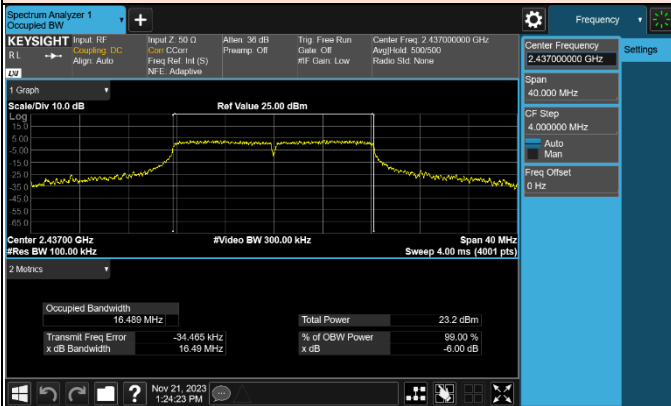 Spectrum Analyzer 1
Occupied BW
Frequency
KEYSIGHT
Input: RF
Coupling: DC
Align: Auto
R L
LXI
Input Z: 50 Ω
Corr CCorr
Freq Ref: Int (S)
NFE: Adaptive
Atten: 36 dB
Preamp: Off
Trig: Free Run
Gate: Off
#IF Gain: Low
Center Freq: 2.437000000 GHz
Avg|Hold: 500/500
Radio Std: None
Center Frequency
2.437000000 GHz
Settings
Span
40.000 MHz
CF Step
4.000000 MHz
Auto
Man
Freq Offset
0 Hz
1 Graph
Scale/Div 10.0 dB
Ref Value 25.00 dBm
Log
15.0
5.00
-5.00
-15.0
-25.0
-35.0
-45.0
-55.0
-65.0
Center 2.43700 GHz
#Res BW 100.00 kHz
#Video BW 300.00 kHz
Span 40 MHz
Sweep 4.00 ms (4001 pts)
2 Metrics
Occupied Bandwidth
16.489 MHz
Total Power 23.2 dBm
Transmit Freq Error -34.465 kHz
% of OBW Power 99.00 %
x dB Bandwidth 16.49 MHz
x dB -6.00 dB
?
Nov 21, 2023
1:24:23 PM